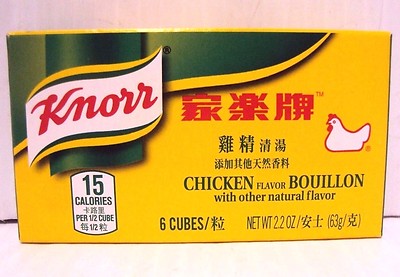 Knorr®
家樂牌™
雞精清湯
添加其他天然香料
CHICKEN FLAVOR BOUILLON
with other natural flavor
®
15
CALORIES
卡路里
PER 1/2 CUBE
每 1/2 粒
6 CUBES/粒
NET WT 2.2 OZ/安士 (63g/克)